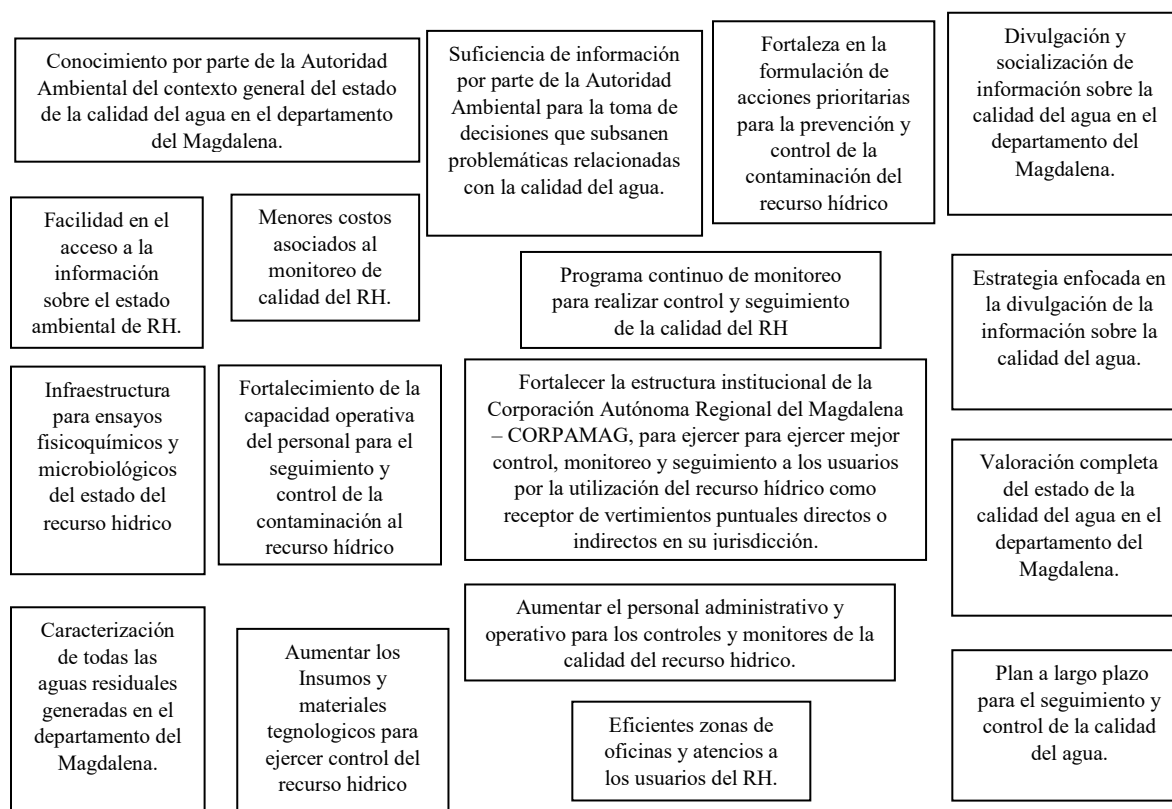 Conocimiento por parte de la Autoridad
Ambiental del contexto general del estado
de la calidad del agua en el departamento
del Magdalena.
Suficiencia de información
por parte de la Autoridad
Ambiental para la toma de
decisiones que subsanen
problemáticas relacionadas
con la calidad del agua.
Fortaleza en la
formulación de
acciones prioritarias
para la prevención y
control de la
contaminación del
recurso hídrico
Divulgación y
socialización de
información sobre la
calidad del agua en el
departamento del
Magdalena.
Facilidad en el
acceso a la
información
sobre el estado
ambiental de RH.
Menores costos
asociados al
monitoreo de
calidad del RH.
Programa continuo de monitoreo
para realizar control y seguimiento
de la calidad del RH
Estrategia enfocada en
la divulgación de la
información sobre la
calidad del agua.
Infraestructura
para ensayos
fisicoquímicos y
microbiológicos
del estado del
recurso hidrico
Fortalecimiento de la
capacidad operativa
del personal para el
seguimiento y
control de la
contaminación al
recurso hídrico
Fortalecer la estructura institucional de la
Corporación Autónoma Regional del Magdalena
– CORPAMAG, para ejercer para ejercer mejor
control, monitoreo y seguimiento a los usuarios
por la utilización del recurso hídrico como
receptor de vertimientos puntuales directos o
indirectos en su jurisdicción.
Valoración completa
del estado de la
calidad del agua en el
departamento del
Magdalena.
Caracterización
de todas las
aguas residuales
generadas en el
departamento del
Magdalena.
Aumentar los
Insumos y
materiales
tegnologicos para
ejercer control del
recurso hidrico
Aumentar el personal administrativo y
operativo para los controles y monitores de la
calidad del recurso hidrico.
Eficientes zonas de
oficinas y atencios a
los usuarios del RH.
Plan a largo plazo
para el seguimiento y
control de la calidad
del agua.